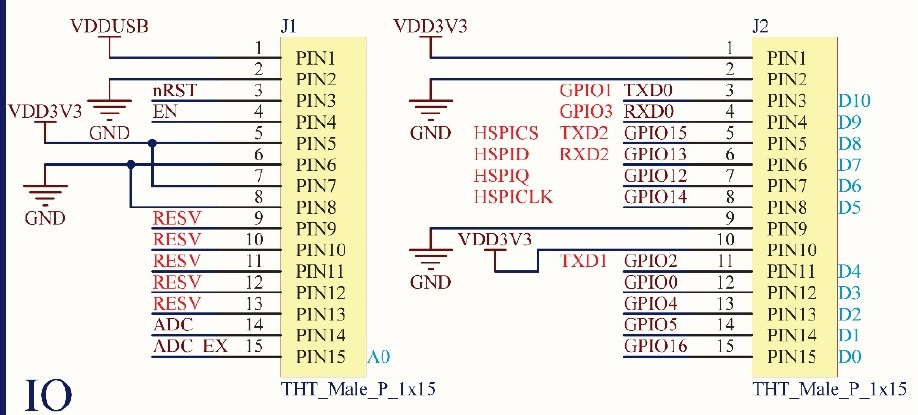 VDDUSB J1 VDD3V3 J2
1 PIN1 1 PIN1
2 PIN2 2 PIN2
nRST 3 PIN3 GPIO1 TXD0 3 PIN3 D10
VDD3V3 EN 4 PIN4 GPIO3 RXD0 4 PIN4 D9
GND 5 PIN5 GND HSPICS TXD2 GPIO15 5 PIN5 D8
6 PIN6 HSPID RXD2 GPIO13 6 PIN6 D7
7 PIN7 HSPIQ GPIO12 7 PIN7 D6
GND 8 PIN8 HSPICLK GPIO14 8 PIN8 D5
RESV 9 PIN9 9 PIN9
RESV 10 PIN10 VDD3V3 10 PIN10
RESV 11 PIN11 GND TXD1 GPIO2 11 PIN11 D4
RESV 12 PIN12 GPIO0 12 PIN12 D3
RESV 13 PIN13 GPIO4 13 PIN13 D2
ADC 14 PIN14 GPIO5 14 PIN14 D1
ADC EX 15 PIN15 A0 GPIO16 15 PIN15 D0
IO THT_Male_P_1x15 THT_Male_P_1x15